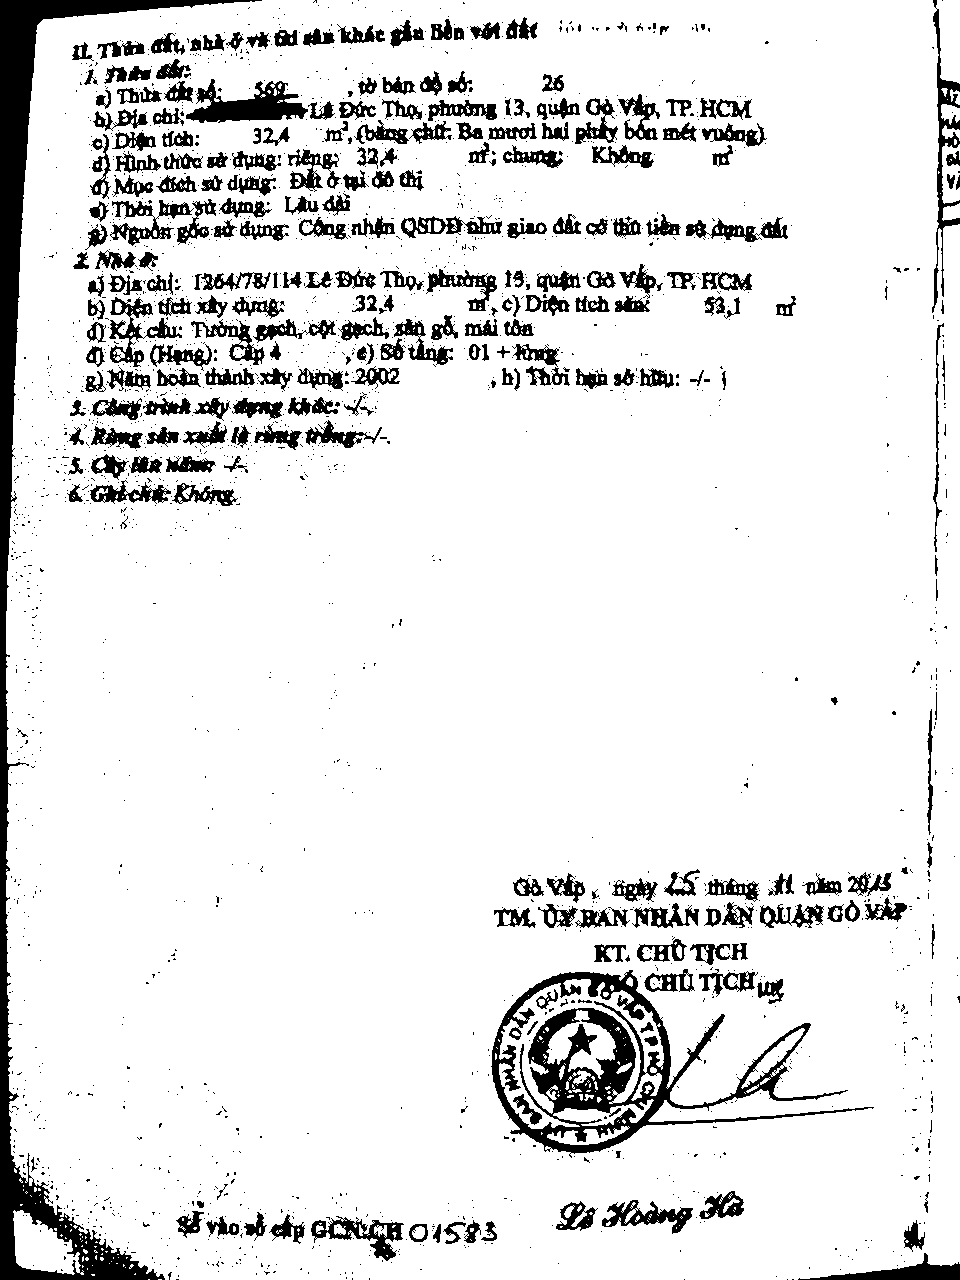 II. Thửa đất, nhà ở và tài sản khác gắn liền với đất
1. Thửa đất:
a) Thửa đất số: 569 , tờ bản đồ số: 26
b) Địa chỉ: Lê Đức Thọ, phường 13, quận Gò Vấp, TP. HCM
c) Diện tích: 32,4 m², (bằng chữ: Ba mươi hai phẩy bốn mét vuông)
d) Hình thức sử dụng: riêng: 32,4 m²; chung: Không m²
đ) Mục đích sử dụng: Đất ở tại đô thị
e) Thời hạn sử dụng: Lâu dài
g) Nguồn gốc sử dụng: Công nhận QSDĐ như giao đất có thu tiền sử dụng đất
2. Nhà ở:
a) Địa chỉ: 1264/78/114 Lê Đức Thọ, phường 13, quận Gò Vấp, TP. HCM
b) Diện tích xây dựng: 32,4 m², c) Diện tích sàn: 53,1 m²
d) Kết cấu: Tường gạch, cột gạch, sàn gỗ, mái tôn
đ) Cấp (Hạng): Cấp 4 , e) Số tầng: 01 + lửng
g) Năm hoàn thành xây dựng: 2002 , h) Thời hạn sở hữu: -/-
3. Công trình xây dựng khác: -/-.
4. Rừng sản xuất là rừng trồng:-/-.
5. Cây lâu năm: -/-.
6. Ghi chú: Không.
Gò Vấp, ngày 25 tháng 11 năm 2013
TM. ỦY BAN NHÂN DÂN QUẬN GÒ VẤP
KT. CHỦ TỊCH
PHÓ CHỦ TỊCH
ỦY BAN NHÂN DÂN QUẬN GÒ VẤP TP HỒ CHÍ MINH
Lê Hoàng Hà
Số vào sổ cấp GCN:CH 01583